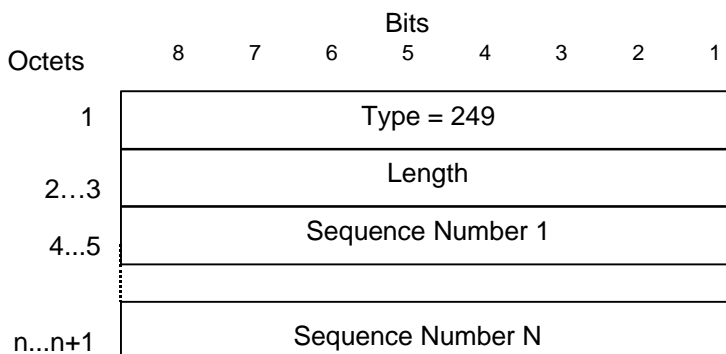 Bits
Octets 8 7 6 5 4 3 2 1
1 Type = 249
2…3 Length
4...5 Sequence Number 1
n...n+1 Sequence Number N